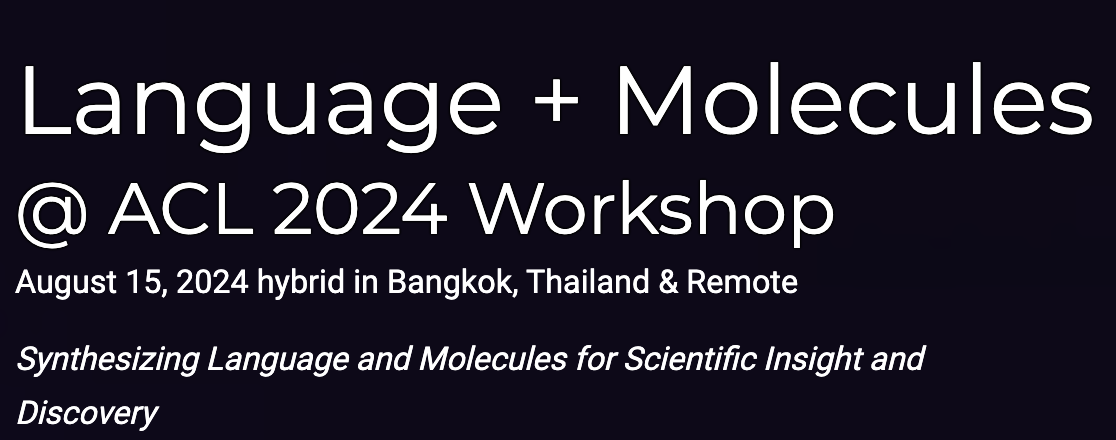 Language + Molecules
@ ACL 2024 Workshop
August 15, 2024 hybrid in Bangkok, Thailand & Remote
Synthesizing Language and Molecules for Scientific Insight and
Discovery